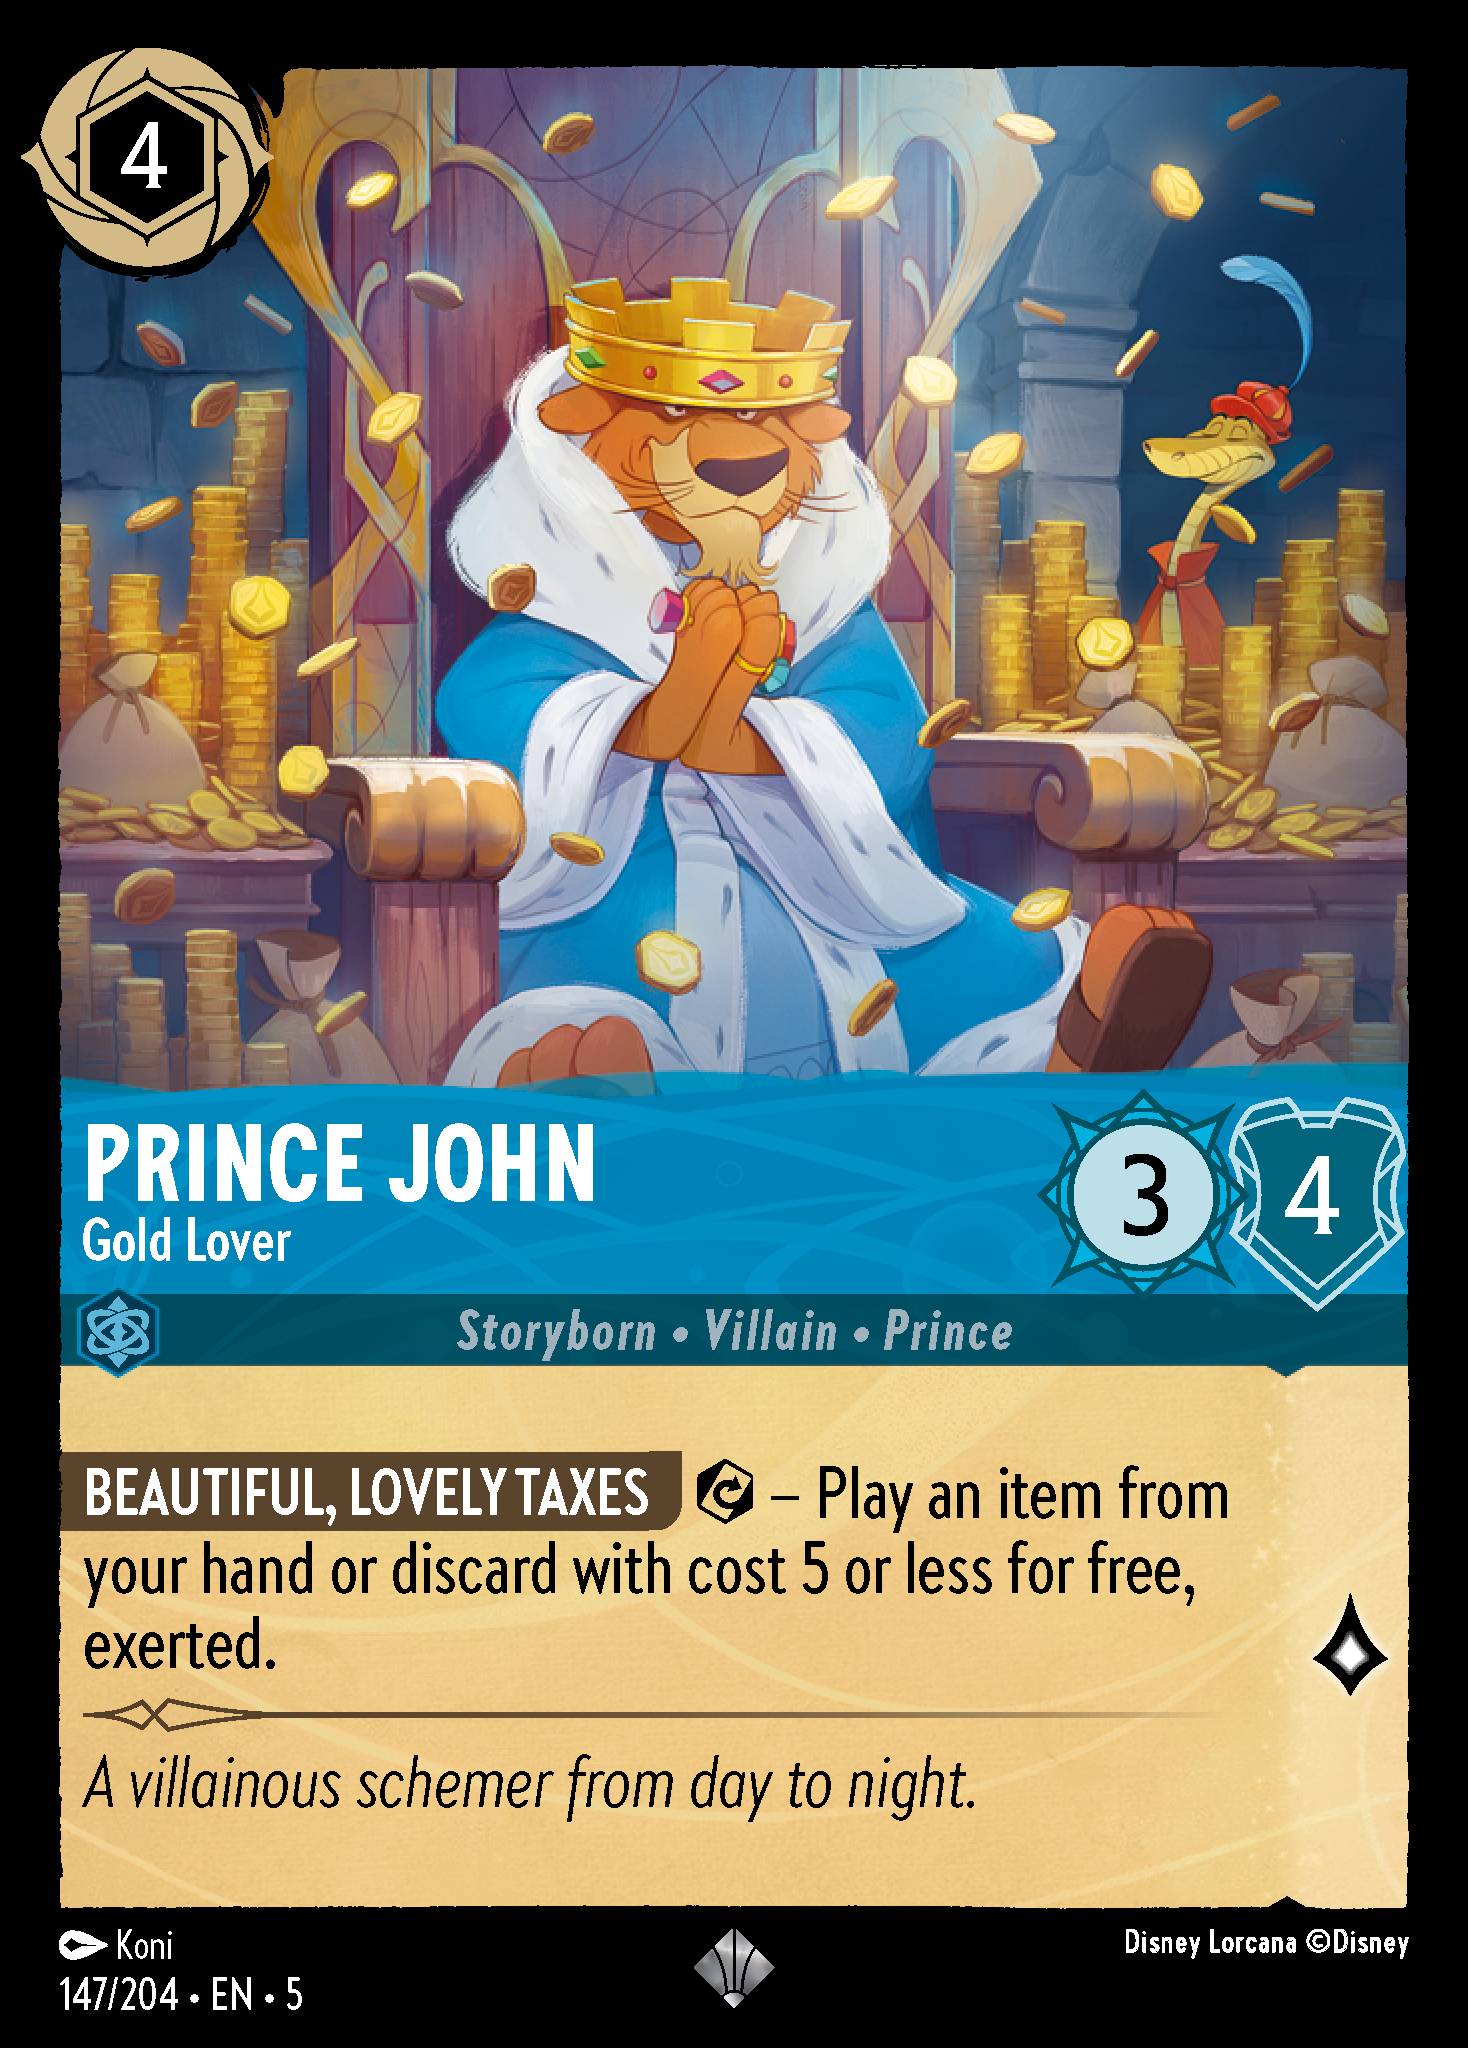 4
PRINCE JOHN
Gold Lover
3
4
Storyborn • Villain • Prince
BEAUTIFUL, LOVELY TAXES – Play an item from
your hand or discard with cost 5 or less for free,
exerted.
A villainous schemer from day to night.
Koni
Disney Lorcana ©Disney
147/204 • EN • 5